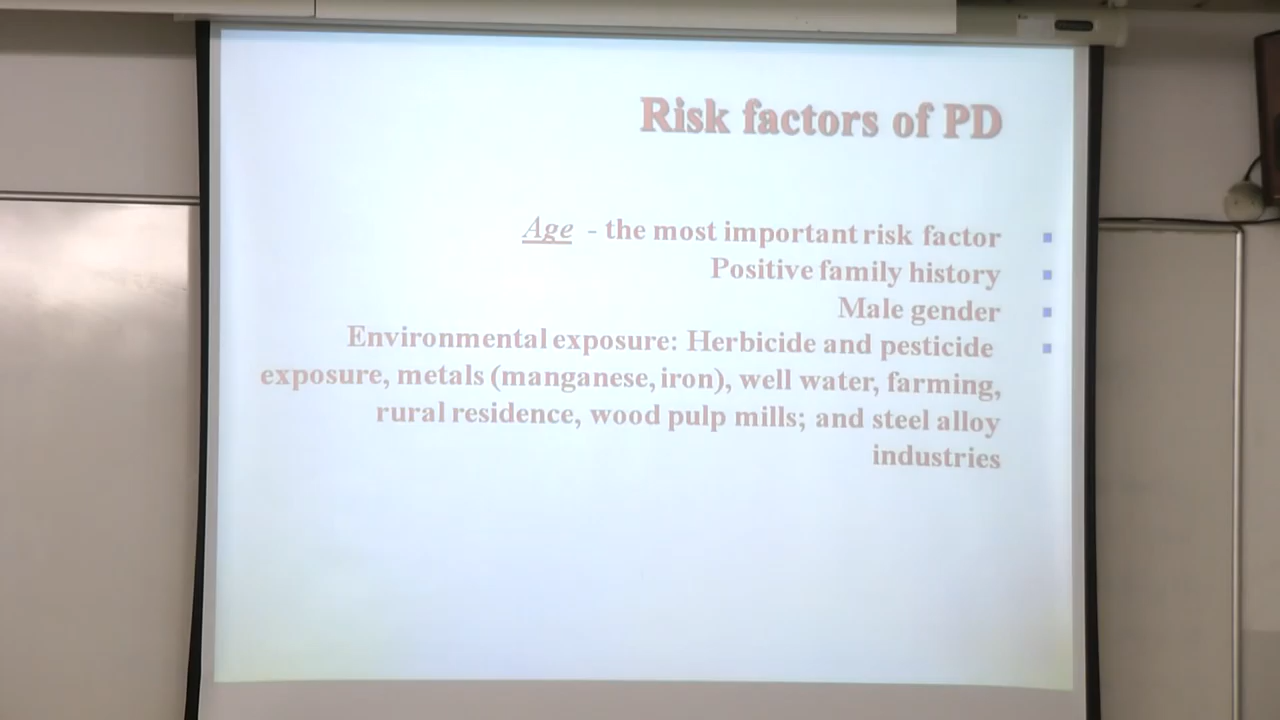 Risk factors of PD
Age - the most important risk factor
Positive family history
Male gender
Environmental exposure: Herbicide and pesticide
exposure, metals (manganese, iron), well water, farming,
rural residence, wood pulp mills; and steel alloy
industries